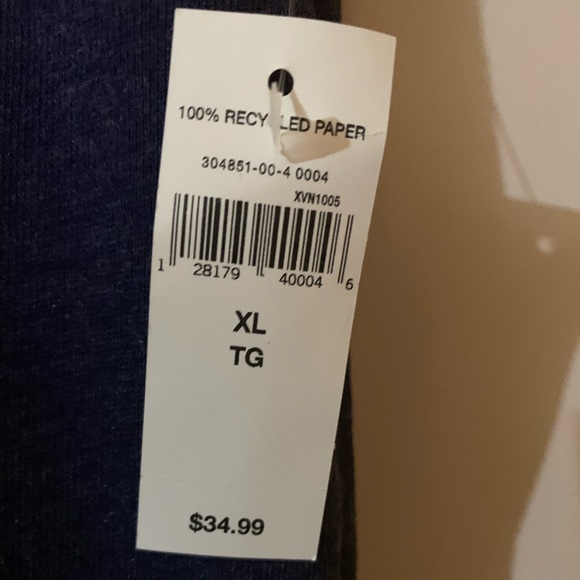 100% RECYCLED PAPER
304851-00-4 0004
XVN1005
1 28179 40004 6
XL
TG
$34.99